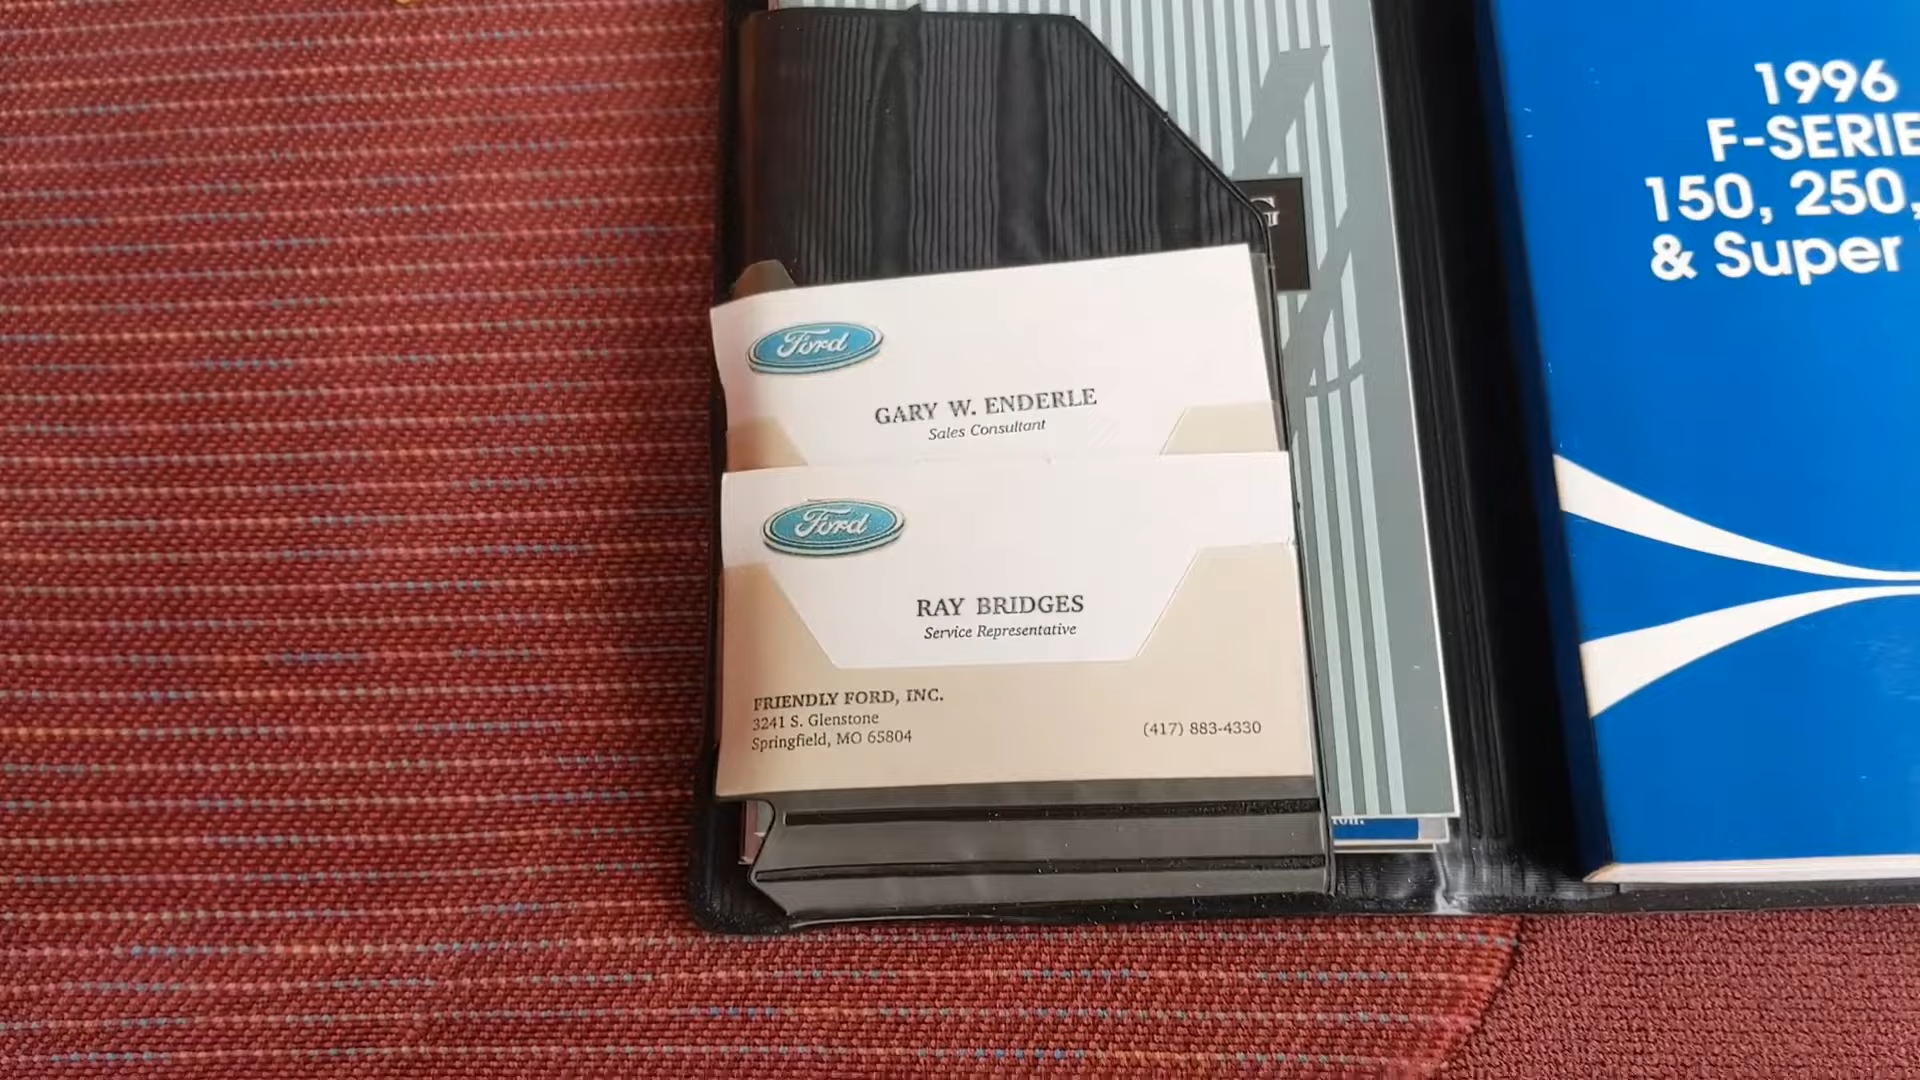 Ford
GARY W. ENDERLE
Sales Consultant
Ford
RAY BRIDGES
Service Representative
FRIENDLY FORD, INC.
3241 S. Glenstone
Springfield, MO 65804
(417) 883-4330
1996
F-SERIE
150, 250,
& Super